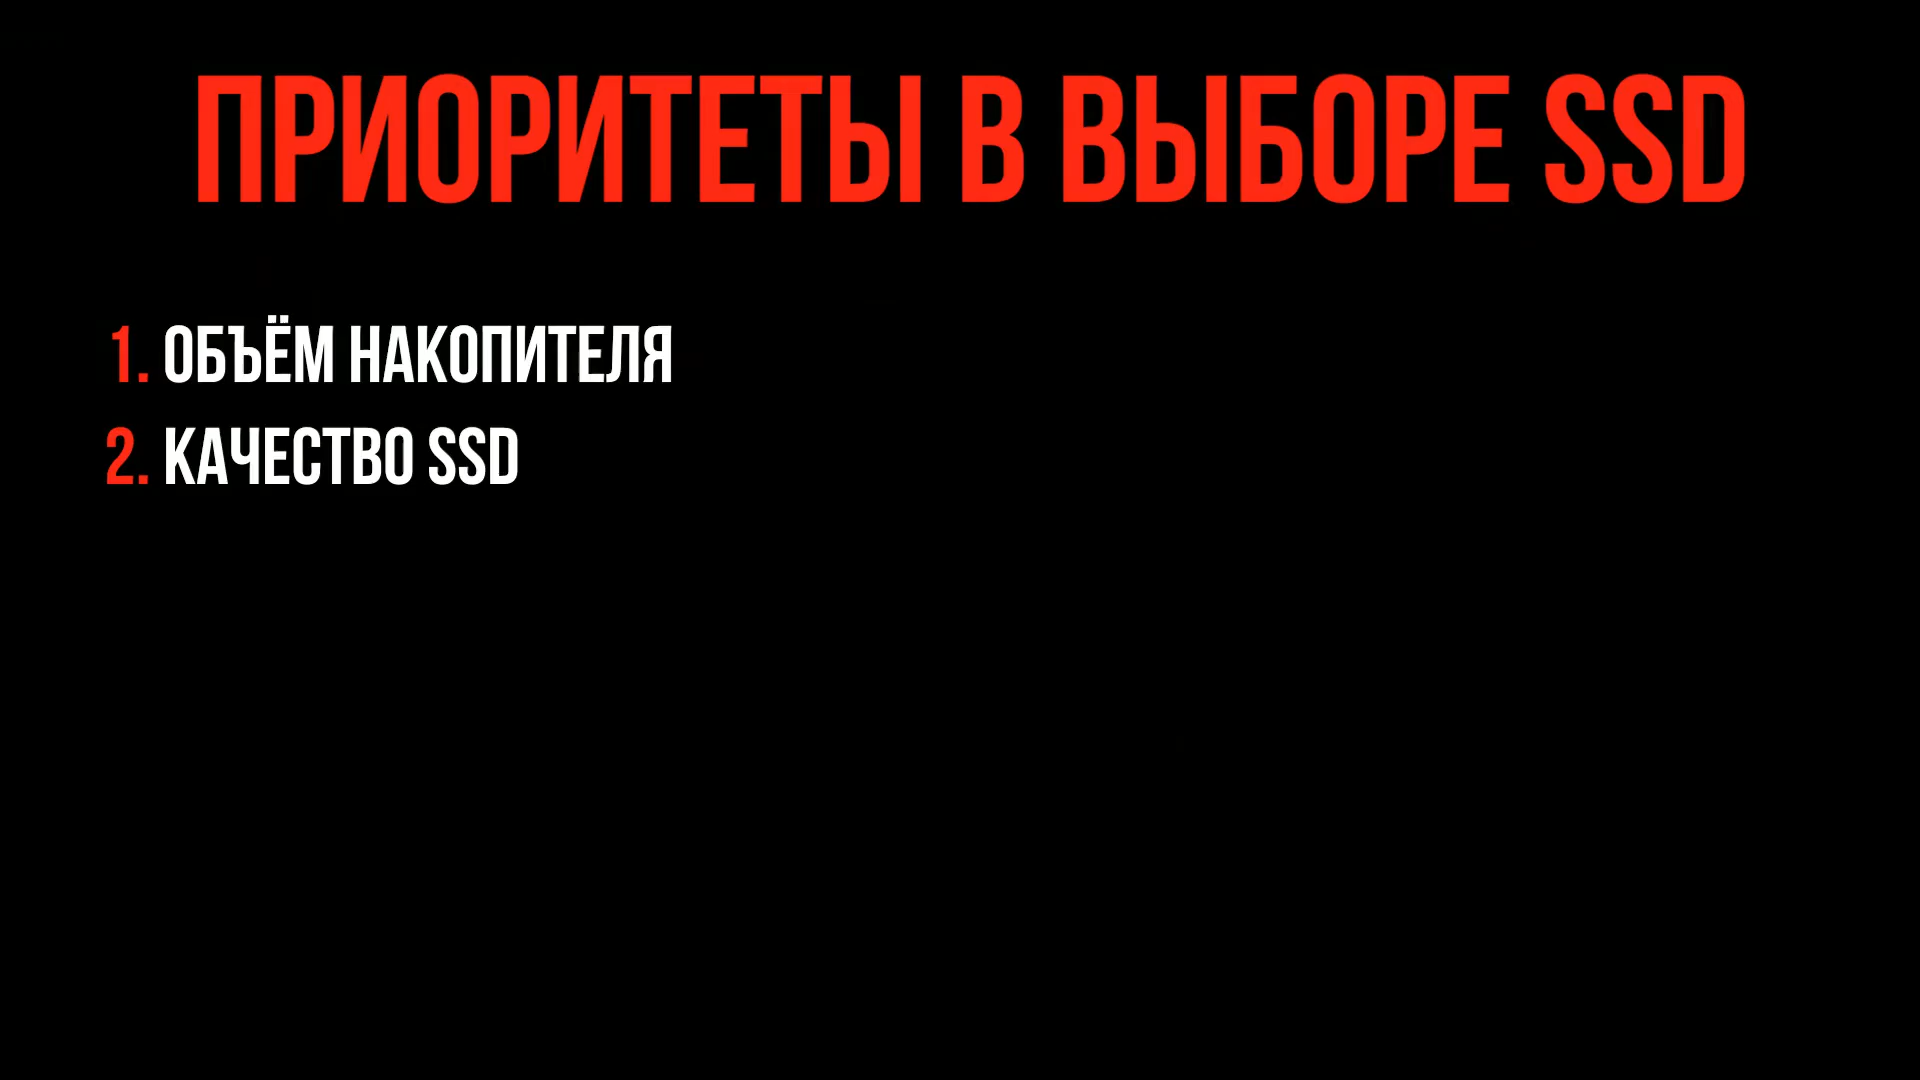 ПРИОРИТЕТЫ В ВЫБОРЕ SSD
1. ОБЪЁМ НАКОПИТЕЛЯ
2. КАЧЕСТВО SSD